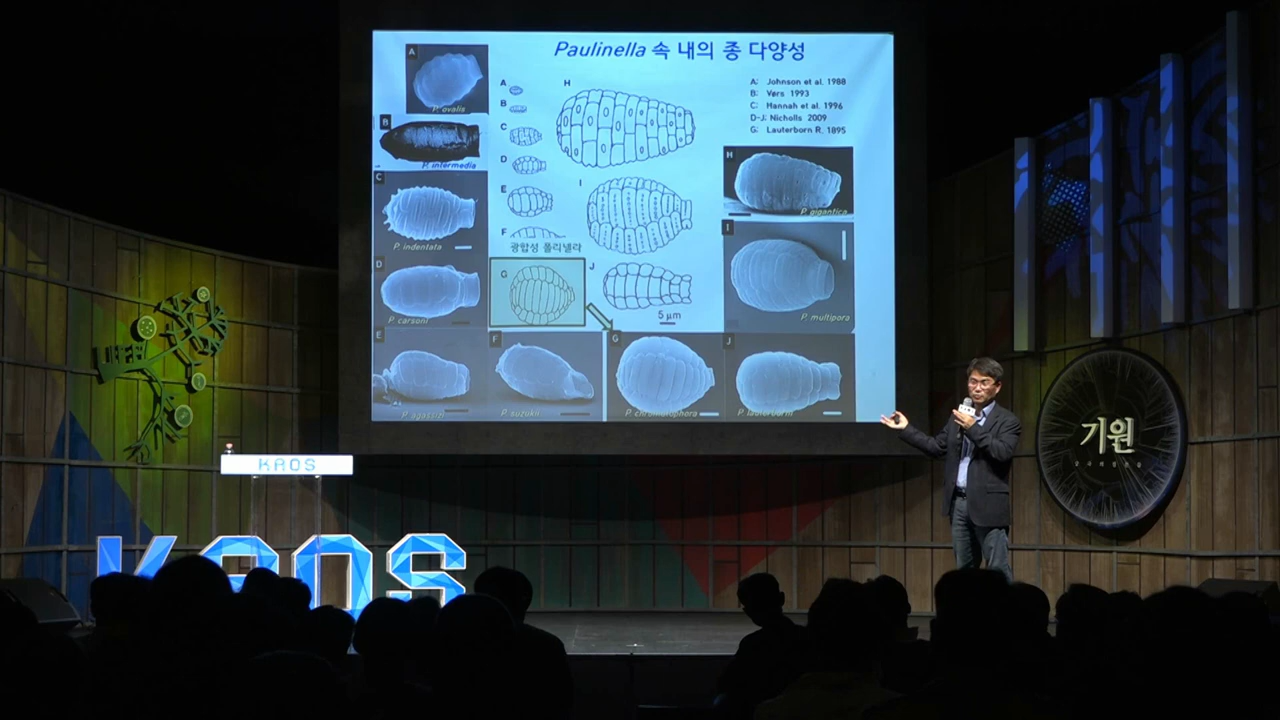 Paulinella 속 내의 종 다양성
A: Johnson et al. 1988
B: Vørs 1993
C: Hannah et al. 1996
D-J: Nicholls 2009
G: Lauterborn R. 1895
A
P. ovalis
B
P. intermedia
C
P. indentata
D
P. carsoni
E
P. agassizi
F
P. suzukii
G
P. chromatophora
J
P. lauterborni
H
P. gigantica
I
P. multipora
A
B
C
D
E
F
광합성 폴리넬라
G
H
I
J
5 μm
KAOS
KAOS
기원